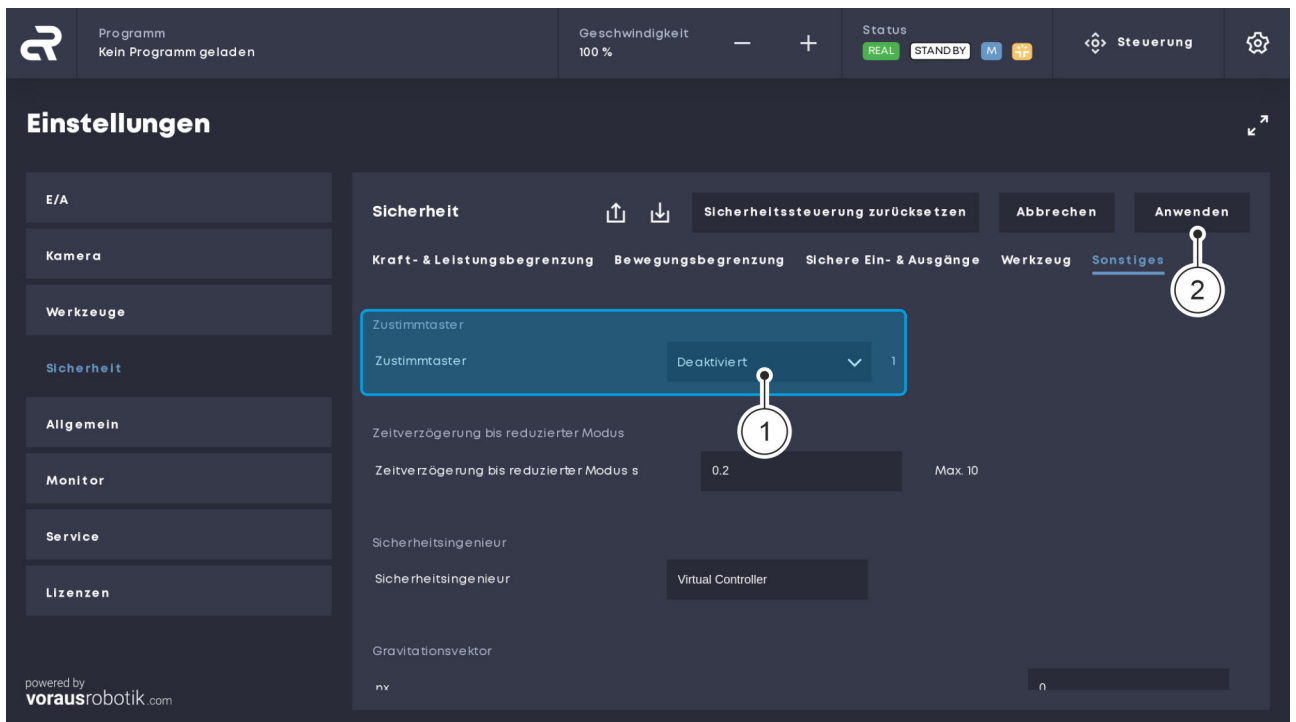 Programm
Kein Programm geladen
Geschwindigkeit
100 %
Status
REAL STANDBY M
Steuerung
Einstellungen
E/A
Kamera
Werkzeuge
Sicherheit
Allgemein
Monitor
Service
Lizenzen
powered by
vorausrobotik.com
Sicherheit Sicherheitssteuerung zurücksetzen Abbrechen Anwenden
Kraft- & Leistungsbegrenzung Bewegungsbegrenzung Sichere Ein- & Ausgänge Werkzeug Sonstiges
2
Zustimmtaster
Zustimmtaster Deaktiviert 1
1
Zeitverzögerung bis reduzierter Modus
Zeitverzögerung bis reduzierter Modus s 0.2 Max. 10
Sicherheitsingenieur
Sicherheitsingenieur Virtual Controller
Gravitationsvektor
nx 0